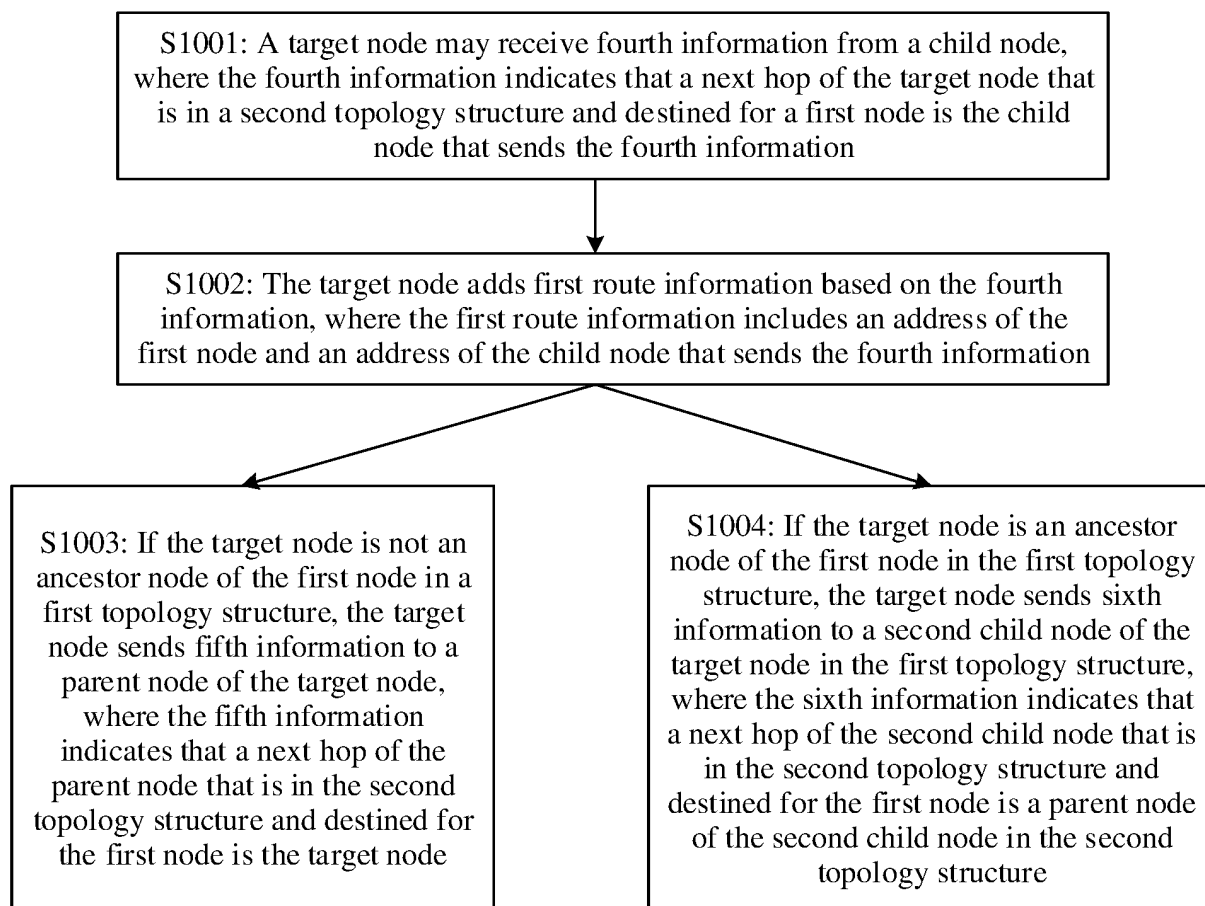 S1001: A target node may receive fourth information from a child node,
where the fourth information indicates that a next hop of the target node that
is in a second topology structure and destined for a first node is the child
node that sends the fourth information
S1002: The target node adds first route information based on the fourth
information, where the first route information includes an address of the
first node and an address of the child node that sends the fourth information
S1003: If the target node is not an
ancestor node of the first node in a
first topology structure, the target
node sends fifth information to a
parent node of the target node,
where the fifth information
indicates that a next hop of the
parent node that is in the second
topology structure and destined for
the first node is the target node
S1004: If the target node is an ancestor
node of the first node in the first topology
structure, the target node sends sixth
information to a second child node of the
target node in the first topology structure,
where the sixth information indicates that
a next hop of the second child node that is
in the second topology structure and
destined for the first node is a parent node
of the second child node in the second
topology structure